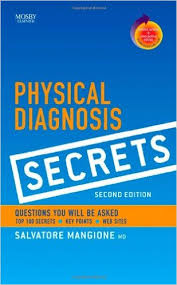 MOSBY
ELSEVIER
PHYSICAL
DIAGNOSIS
SECRETS
SECOND EDITION
QUESTIONS YOU WILL BE ASKED
TOP 100 SECRETS • KEY POINTS • WEB SITES
SALVATORE MANGIONE MD